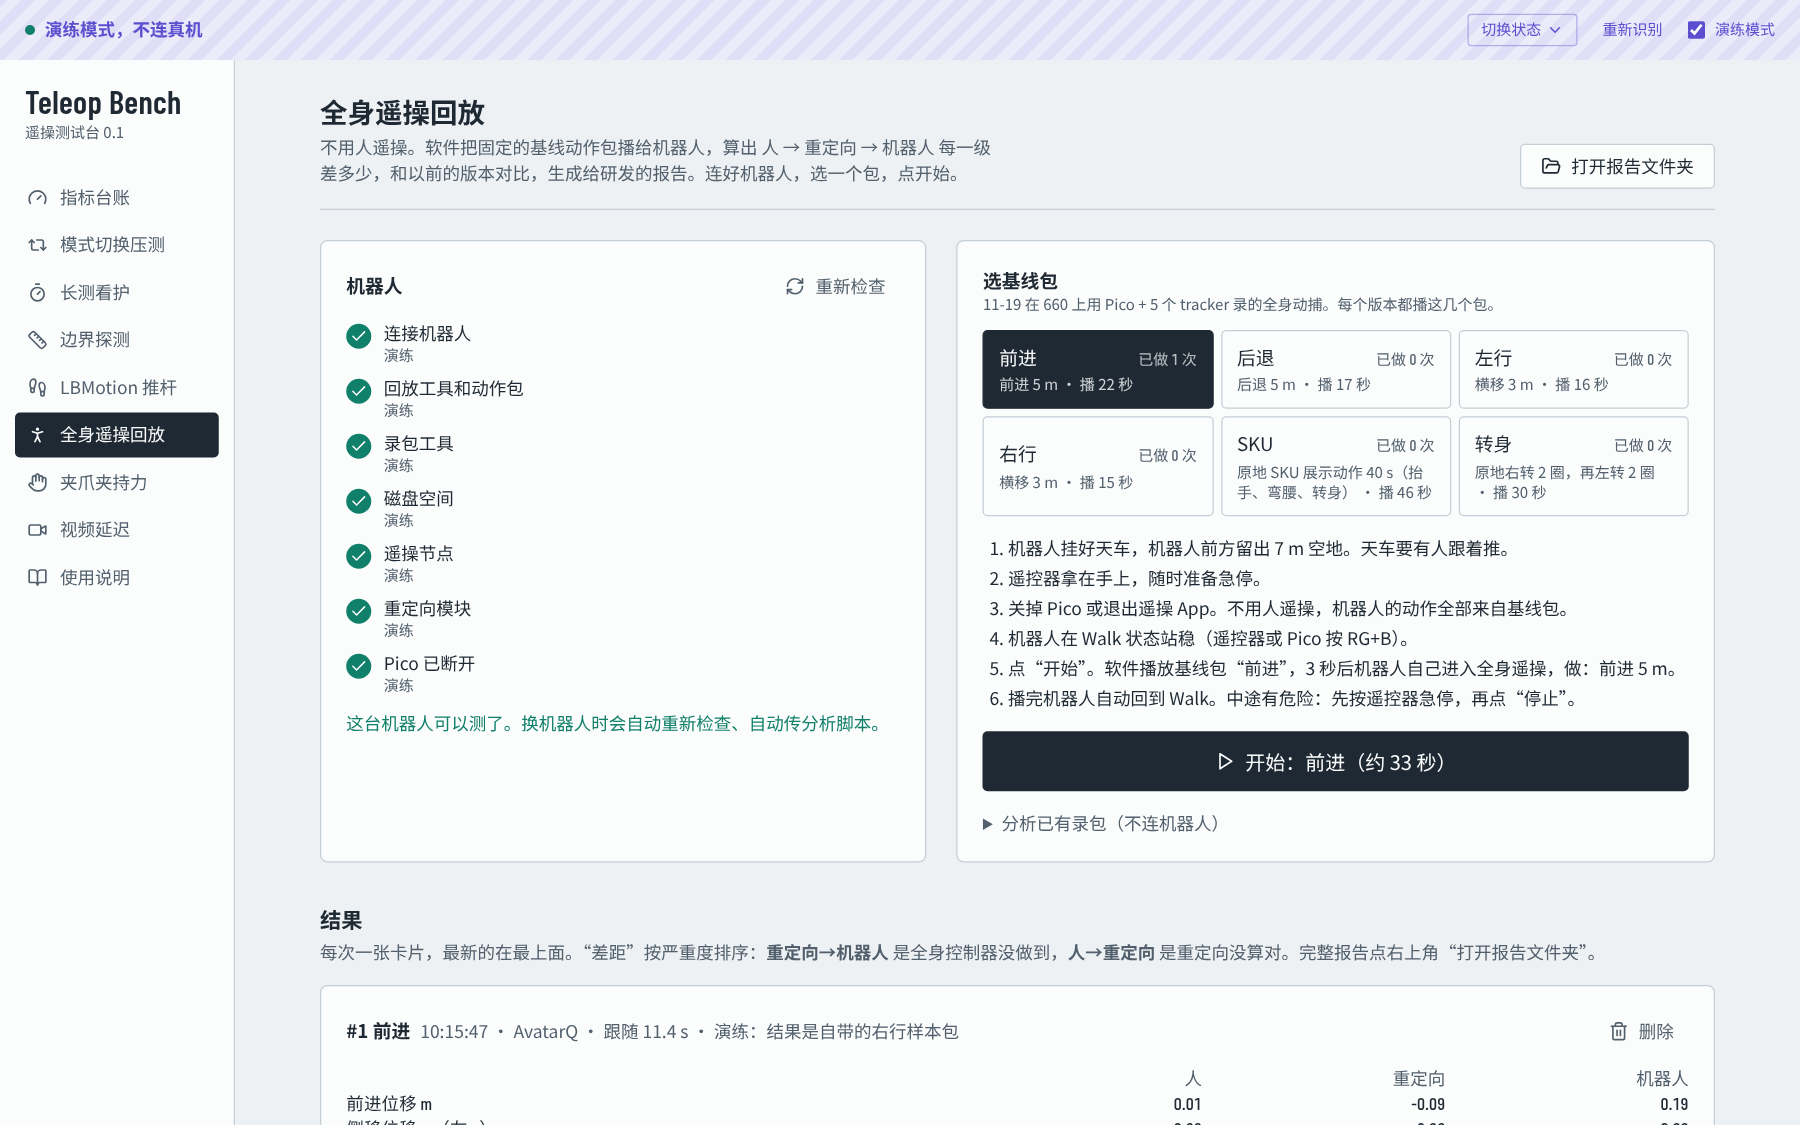 演练模式，不连真机
切换状态
重新识别
演练模式
Teleop Bench
遥操测试台 0.1
指标台账
模式切换压测
长测看护
边界探测
LBMotion 推杆
全身遥操回放
夹爪夹持力
视频延迟
使用说明
全身遥操回放
不用人遥操。软件把固定的基线动作包播给机器人，算出 人 → 重定向 → 机器人 每一级
差多少，和以前的版本对比，生成给研发的报告。连好机器人，选一个包，点开始。
打开报告文件夹
机器人
重新检查
连接机器人
演练
回放工具和动作包
演练
录包工具
演练
磁盘空间
演练
遥操节点
演练
重定向模块
演练
Pico 已断开
演练
这台机器人可以测了。换机器人时会自动重新检查、自动传分析脚本。
选基线包
11-19 在 660 上用 Pico + 5 个 tracker 录的全身动捕。每个版本都播这几个包。
前进 已做 1 次
前进 5 m · 播 22 秒
后退 已做 0 次
后退 5 m · 播 17 秒
左行 已做 0 次
横移 3 m · 播 16 秒
右行 已做 0 次
横移 3 m · 播 15 秒
SKU 已做 0 次
原地 SKU 展示动作 40 s（抬
手、弯腰、转身） · 播 46 秒
转身 已做 0 次
原地右转 2 圈，再左转 2 圈
· 播 30 秒
1. 机器人挂好天车，机器人前方留出 7 m 空地。天车要有人跟着推。
2. 遥控器拿在手上，随时准备急停。
3. 关掉 Pico 或退出遥操 App。不用人遥操，机器人的动作全部来自基线包。
4. 机器人在 Walk 状态站稳（遥控器或 Pico 按 RG+B）。
5. 点“开始”。软件播放基线包“前进”，3 秒后机器人自己进入全身遥操，做：前进 5 m。
6. 播完机器人自动回到 Walk。中途有危险：先按遥控器急停，再点“停止”。
开始：前进（约 33 秒）
分析已有录包（不连机器人）
结果
每次一张卡片，最新的在最上面。“差距”按严重度排序：重定向→机器人 是全身控制器没做到，人→重定向 是重定向没算对。完整报告点右上角“打开报告文件夹”。
#1 前进 10:15:47 · AvatarQ · 跟随 11.4 s · 演练：结果是自带的右行样本包
删除
人 重定向 机器人
前进位移 m 0.01 -0.09 0.19